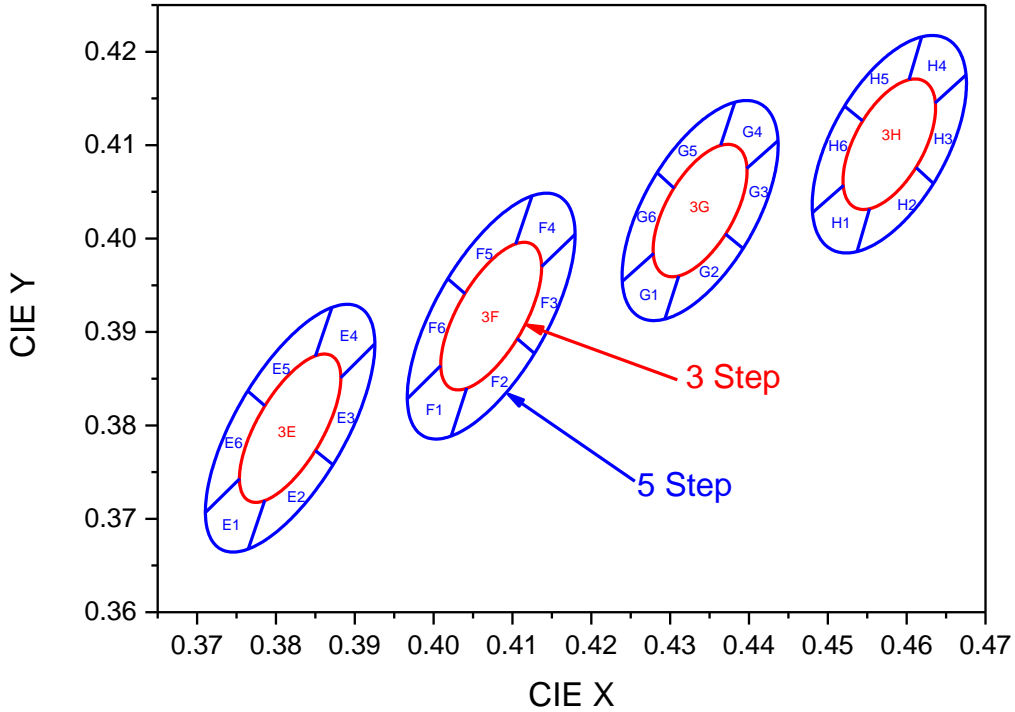 CIE Y
0.42
0.41
0.40
0.39
0.38
0.37
0.36
H5 H4
H6 3H H3
H1 H2
G5 G4
G6 3G G3
G1 G2
F5 F4
F6 3F F3
F1 F2
E5 E4
E6 3E E3
E1 E2
3 Step
5 Step
0.37 0.38 0.39 0.40 0.41 0.42 0.43 0.44 0.45 0.46 0.47
CIE X